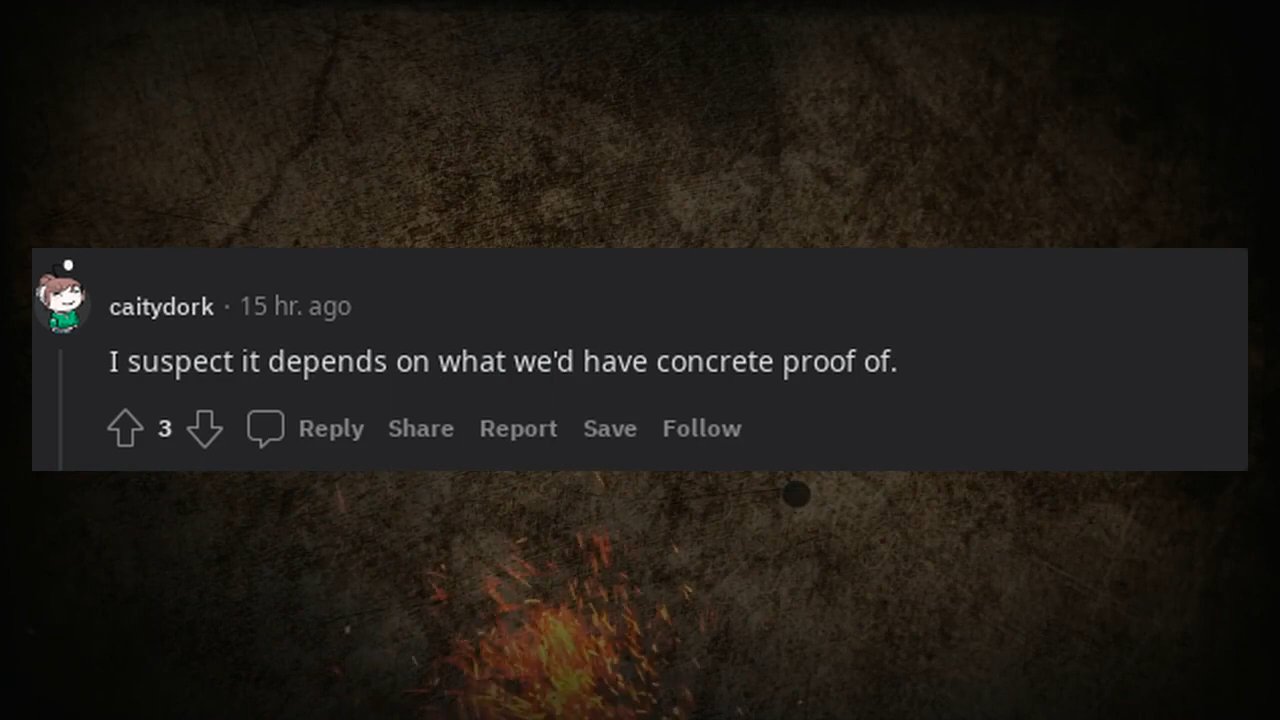 caitydork · 15 hr. ago
I suspect it depends on what we'd have concrete proof of.
3 Reply Share Report Save Follow